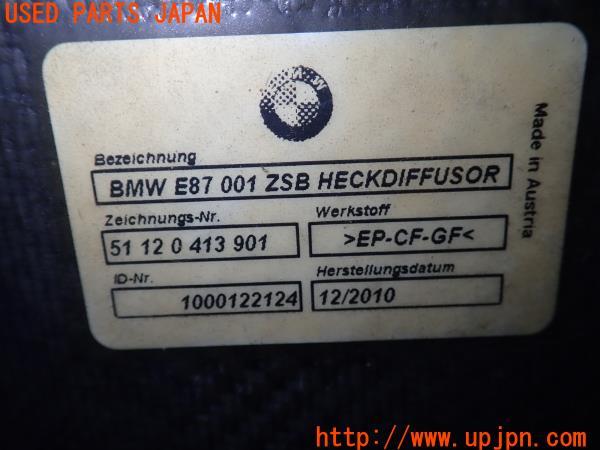 USED PARTS JAPAN
BMW
Bezeichnung
BMW E87 001 ZSB HECKDIFFUSOR
Zeichnungs-Nr.
Werkstoff
51 12 0 413 901
>EP-CF-GF<
ID-Nr.
Herstellungsdatum
1000122124
12/2010
Made in Austria
http://www.upjpn.com